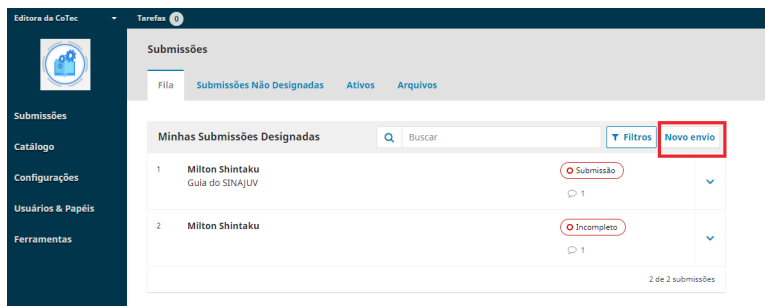 Editora da CoTec
Tarefas 0
Submissões
Catálogo
Configurações
Usuários & Papéis
Ferramentas
Submissões
Fila Submissões Não Designadas Ativos Arquivos
Minhas Submissões Designadas Buscar Filtros Novo envio
1 Milton Shintaku Submissão
Guia do SINAJUV
1
2 Milton Shintaku Incompleto
1
2 de 2 submissões